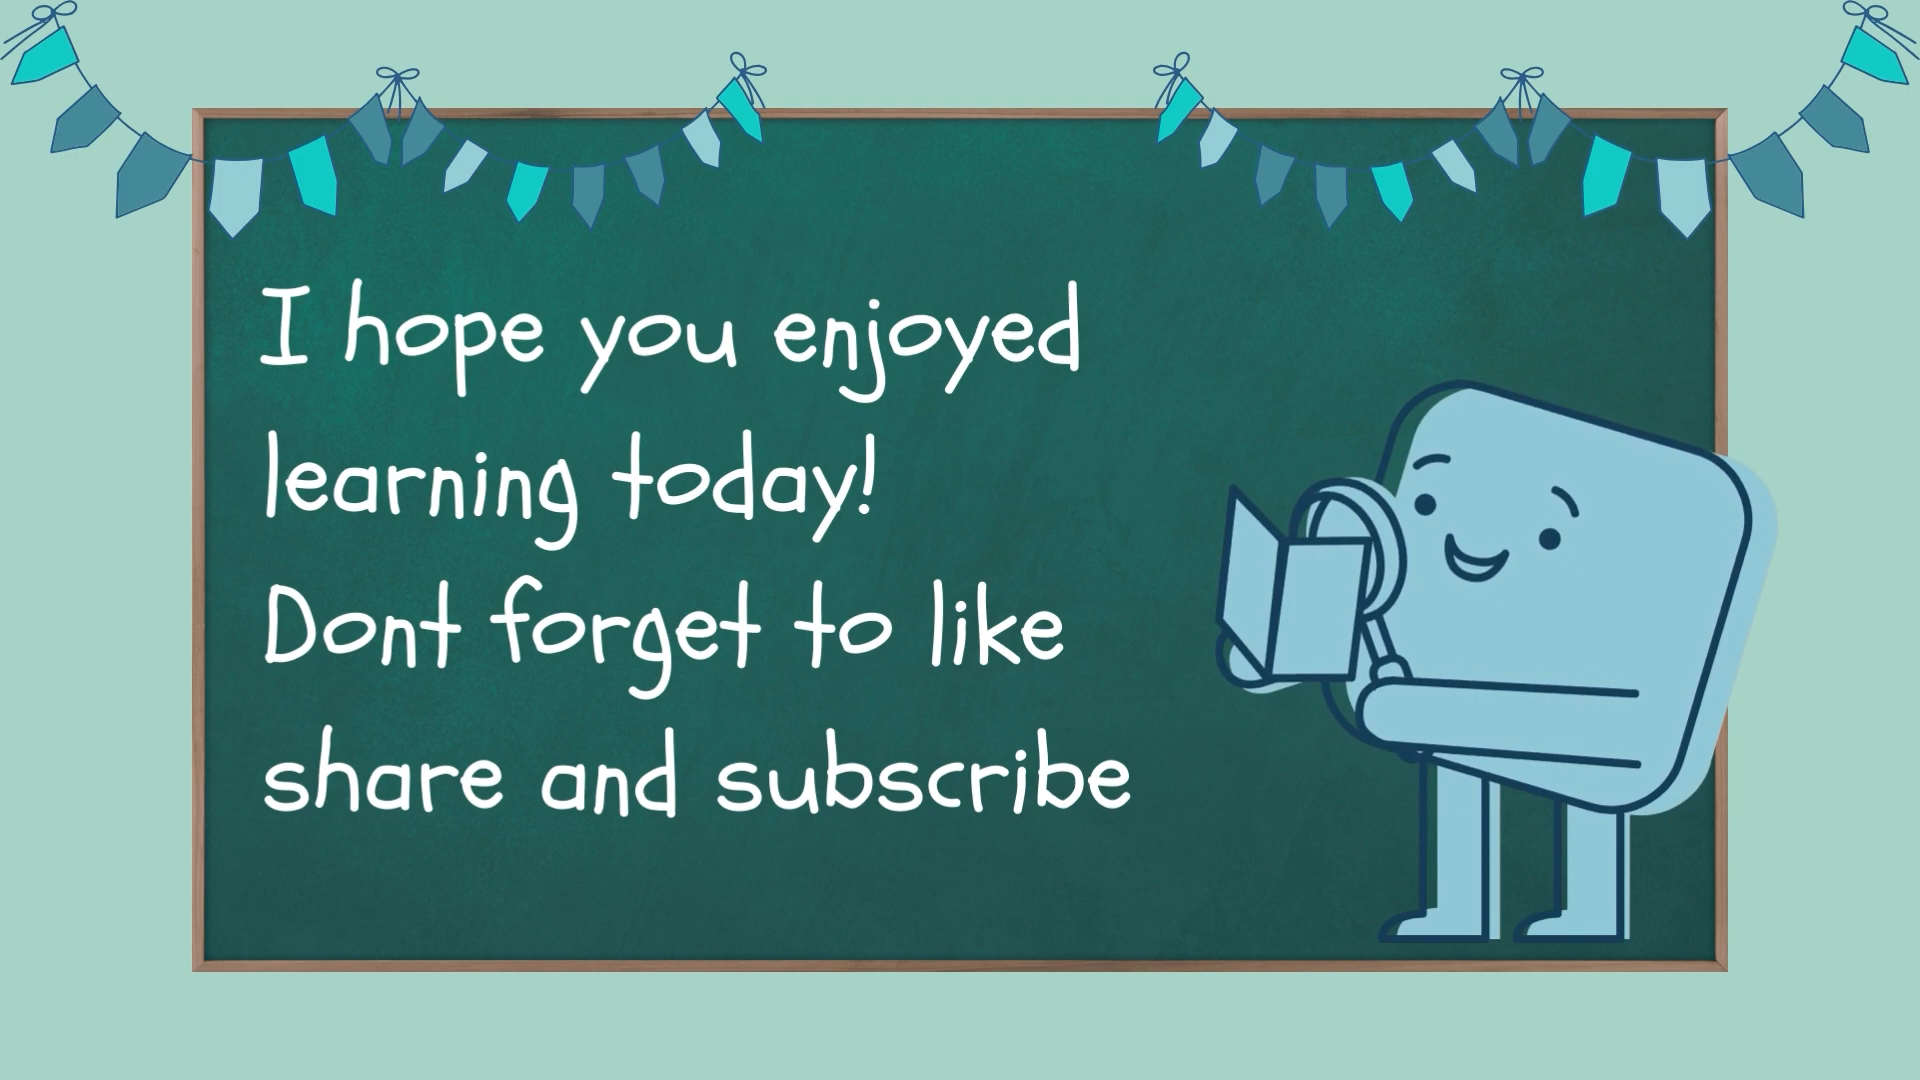 I hope you enjoyed
learning today!
Dont forget to like
share and subscribe